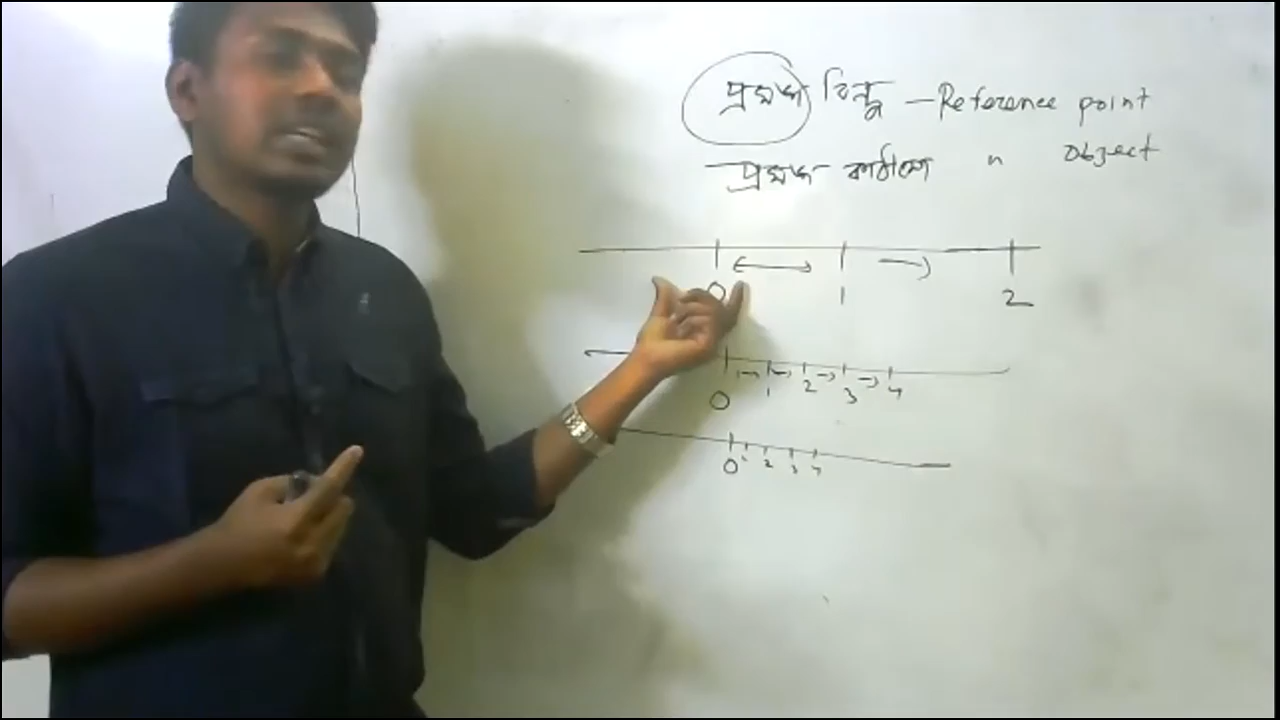 প্রসঙ্গ বিন্দু — Reference point
প্রসঙ্গ কাঠামো " Object
0 1 2
0 1 2 3 4
0 1 2 3 4